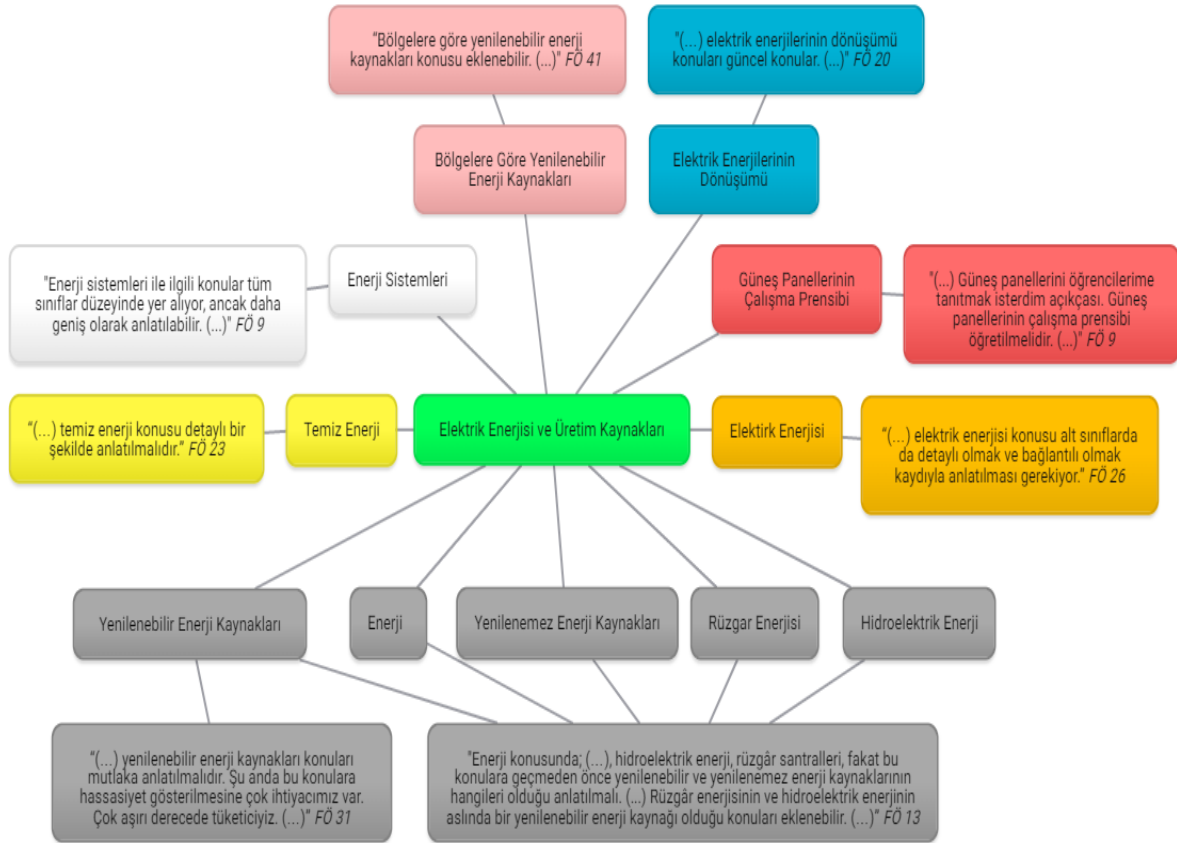 “Bölgelere göre yenilenebilir enerji
kaynakları konusu eklenebilir. (...)" FÖ 41
"(...) elektrik enerjilerinin dönüşümü
konuları güncel konular. (...)" FÖ 20
Bölgelere Göre Yenilenebilir
Enerji Kaynakları
Elektrik Enerjilerinin
Dönüşümü
"Enerji sistemleri ile ilgili konular tüm
sınıflar düzeyinde yer alıyor, ancak daha
geniş olarak anlatılabilir. (...)" FÖ 9
Enerji Sistemleri
Güneş Panellerinin
Çalışma Prensibi
"(...) Güneş panellerini öğrencilerime
tanıtmak isterdim açıkçası. Güneş
panellerinin çalışma prensibi
öğretilmelidir. (...)" FÖ 9
“(...) temiz enerji konusu detaylı bir
şekilde anlatılmalıdır.” FÖ 23
Temiz Enerji
Elektrik Enerjisi ve Üretim Kaynakları
Elektirk Enerjisi
“(...) elektrik enerjisi konusu alt sınıflarda
da detaylı olmak ve bağlantılı olmak
kaydıyla anlatılması gerekiyor.” FÖ 26
Yenilenebilir Enerji Kaynakları
Enerji
Yenilenemez Enerji Kaynakları
Rüzgar Enerjisi
Hidroelektrik Enerji
“(...) yenilenebilir enerji kaynakları konuları
mutlaka anlatılmalıdır. Şu anda bu konulara
hassasiyet gösterilmesine çok ihtiyacımız var.
Çok aşırı derecede tüketiciyiz. (...)” FÖ 31
"Enerji konusunda; (...), hidroelektrik enerji, rüzgâr santralleri, fakat bu
konulara geçmeden önce yenilenebilir ve yenilenemez enerji kaynaklarının
hangileri olduğu anlatılmalı. (...) Rüzgâr enerjisinin ve hidroelektrik enerjinin
aslında bir yenilenebilir enerji kaynağı olduğu konuları eklenebilir. (...)” FÖ 13